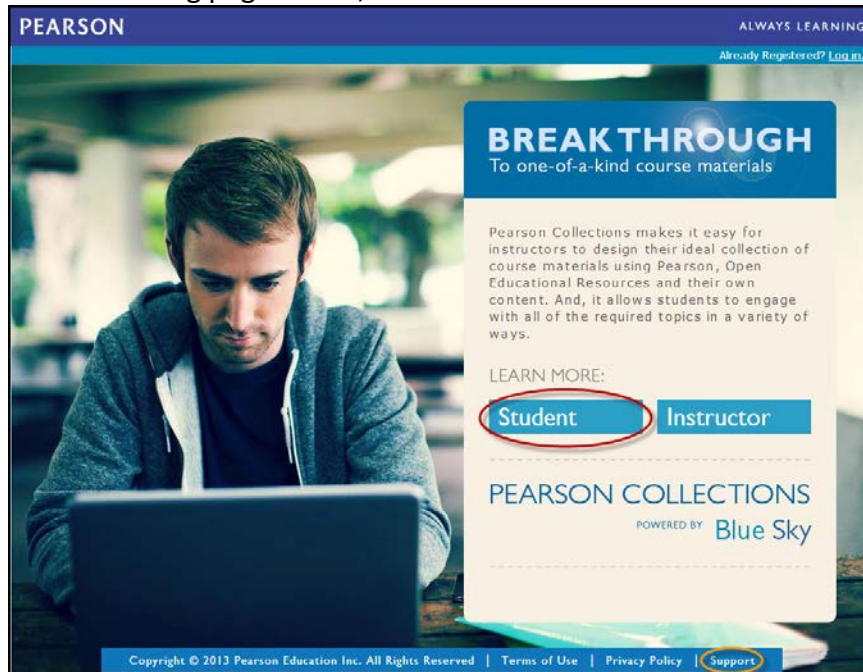 PEARSON
ALWAYS LEARNING
Already Registered? Log in.
BREAKTHROUGH
To one-of-a-kind course materials
Pearson Collections makes it easy for
instructors to design their ideal collection of
course materials using Pearson, Open
Educational Resources and their own
content. And, it allows students to engage
with all of the required topics in a variety of
ways.
LEARN MORE:
Student
Instructor
PEARSON COLLECTIONS
POWERED BY Blue Sky
Copyright © 2013 Pearson Education Inc. All Rights Reserved | Terms of Use | Privacy Policy | Support